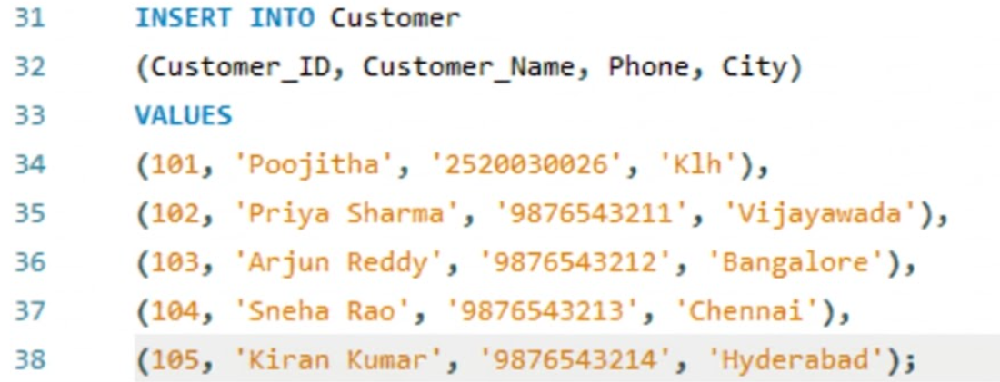 31 INSERT INTO Customer
32 (Customer_ID, Customer_Name, Phone, City)
33 VALUES
34 (101, 'Poojitha', '2520030026', 'Klh'),
35 (102, 'Priya Sharma', '9876543211', 'Vijayawada'),
36 (103, 'Arjun Reddy', '9876543212', 'Bangalore'),
37 (104, 'Sneha Rao', '9876543213', 'Chennai'),
38 (105, 'Kiran Kumar', '9876543214', 'Hyderabad');